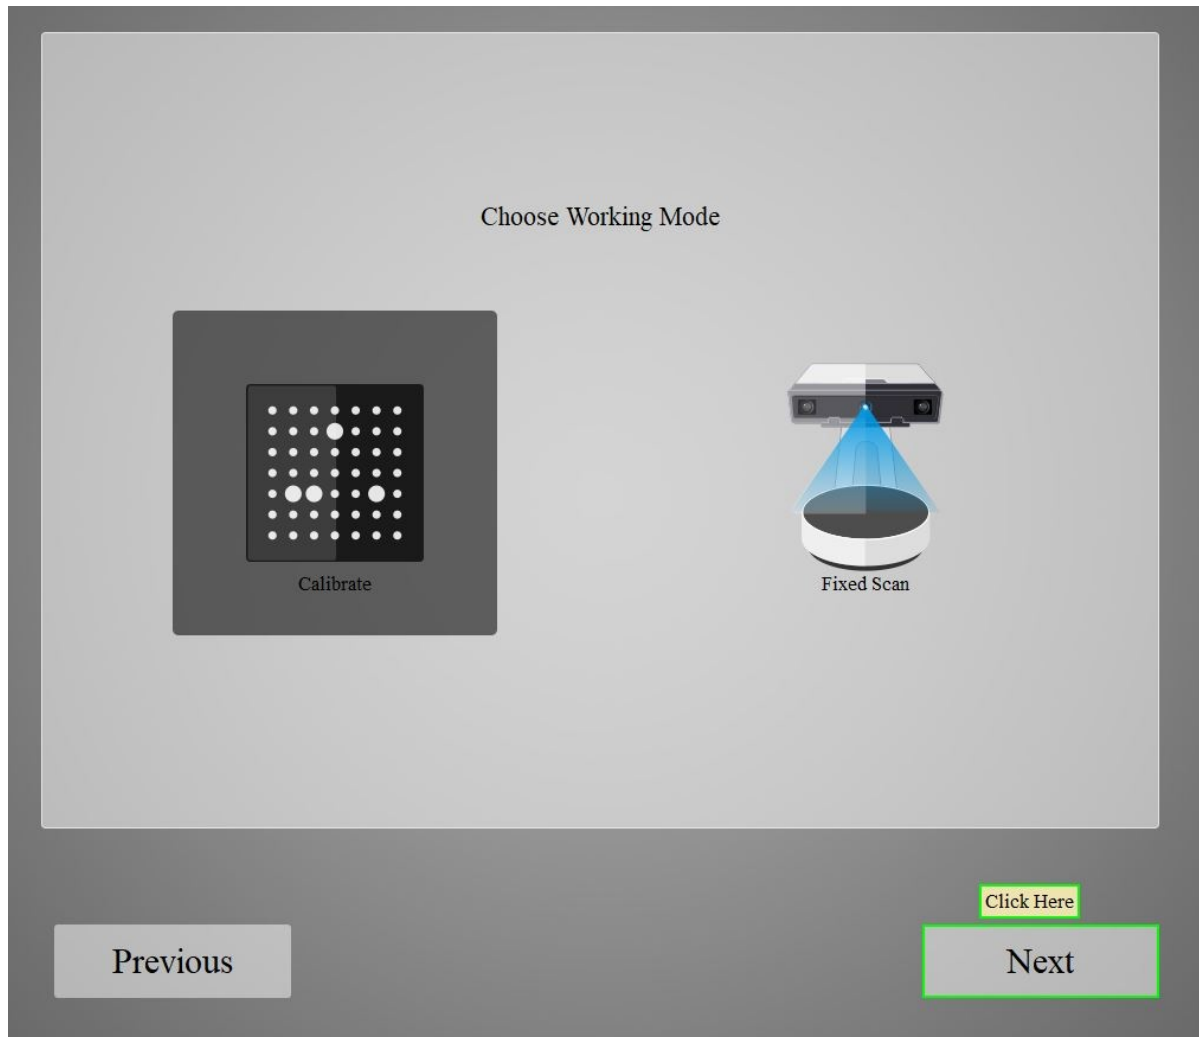 Choose Working Mode
Calibrate
Fixed Scan
Click Here
Previous
Next